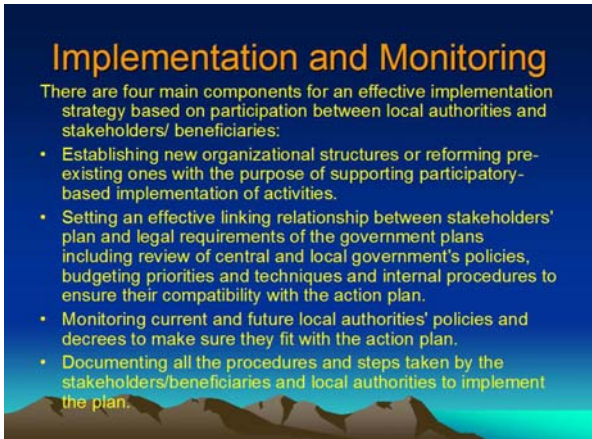 Implementation and Monitoring
There are four main components for an effective implementation
strategy based on participation between local authorities and
stakeholders/ beneficiaries:
• Establishing new organizational structures or reforming pre-
existing ones with the purpose of supporting participatory-
based implementation of activities.
• Setting an effective linking relationship between stakeholders'
plan and legal requirements of the government plans
including review of central and local government's policies,
budgeting priorities and techniques and internal procedures to
ensure their compatibility with the action plan.
• Monitoring current and future local authorities' policies and
decrees to make sure they fit with the action plan.
• Documenting all the procedures and steps taken by the
stakeholders/beneficiaries and local authorities to implement
the plan.